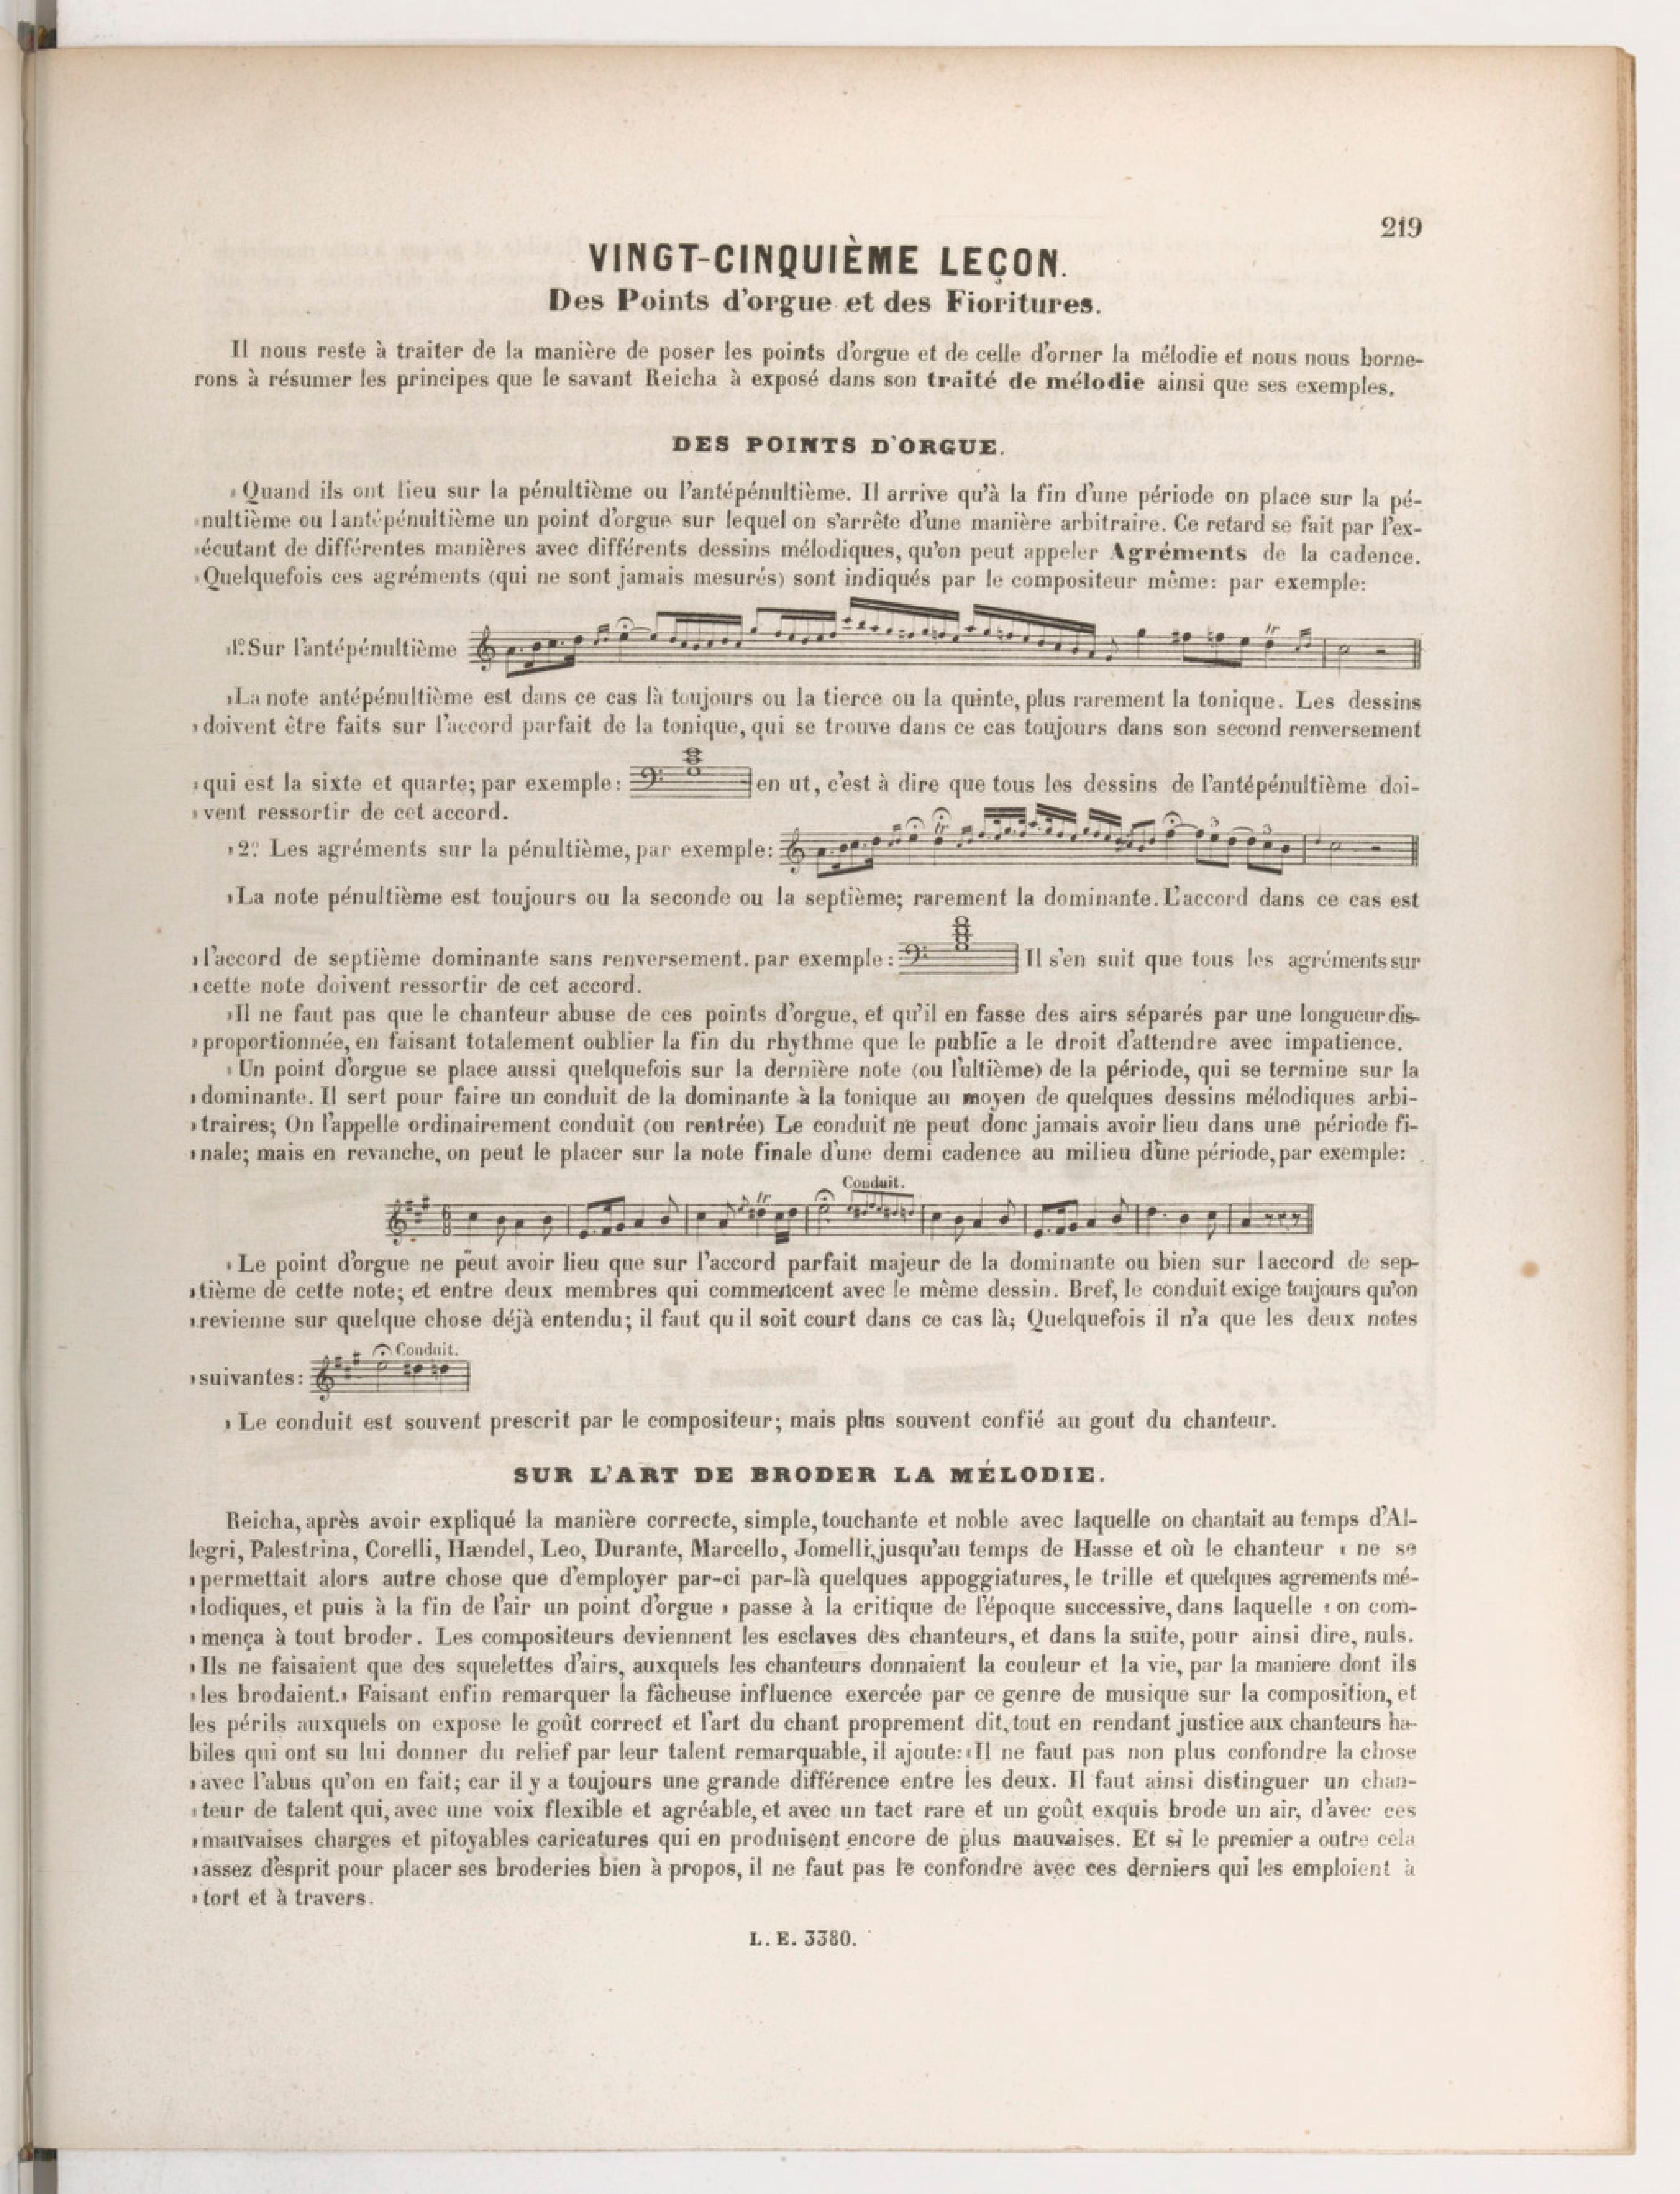 219
VINGT-CINQUIÈME LEÇON.
Des Points d'orgue et des Fioritures.
Il nous reste à traiter de la manière de poser les points d'orgue et de celle d'orner la mélodie et nous nous borne-
rons à résumer les principes que le savant Reicha à exposé dans son traité de mélodie ainsi que ses exemples.
DES POINTS D'ORGUE.
»Quand ils ont lieu sur la pénultième ou l'antépénultième. Il arrive qu'à la fin d'une période on place sur la pé-
»nultième ou l antépénultième un point d'orgue sur lequel on s'arrête d'une manière arbitraire. Ce retard se fait par l'ex-
»écutant de différentes manières avec différents dessins mélodiques, qu'on peut appeler Agréments de la cadence.
»Quelquefois ces agréments (qui ne sont jamais mesurés) sont indiqués par le compositeur même: par exemple:
»1º Sur l'antépénultième
tr
»La note antépénultième est dans ce cas là toujours ou la tierce ou la quinte, plus rarement la tonique. Les dessins
»doivent être faits sur l'accord parfait de la tonique, qui se trouve dans ce cas toujours dans son second renversement
»qui est la sixte et quarte; par exemple: en ut, c'est à dire que tous les dessins de l'antépénultième doi-
»vent ressortir de cet accord.
»2º Les agréments sur la pénultième, par exemple: tr 3 3
»La note pénultième est toujours ou la seconde ou la septième; rarement la dominante. L'accord dans ce cas est
»l'accord de septième dominante sans renversement. par exemple: Il s'en suit que tous les agréments sur
»cette note doivent ressortir de cet accord.
»Il ne faut pas que le chanteur abuse de ces points d'orgue, et qu'il en fasse des airs séparés par une longueur dis-
»proportionnée, en faisant totalement oublier la fin du rhythme que le public a le droit d'attendre avec impatience.
»Un point d'orgue se place aussi quelquefois sur la dernière note (ou l'ultième) de la période, qui se termine sur la
»dominante. Il sert pour faire un conduit de la dominante à la tonique au moyen de quelques dessins mélodiques arbi-
»traires; On l'appelle ordinairement conduit (ou rentrée) Le conduit ne peut donc jamais avoir lieu dans une période fi-
»nale; mais en revanche, on peut le placer sur la note finale d'une demi cadence au milieu d'une période, par exemple:
Conduit.
6 8 tr
»Le point d'orgue ne peut avoir lieu que sur l'accord parfait majeur de la dominante ou bien sur l accord de sep-
»tième de cette note; et entre deux membres qui commencent avec le même dessin. Bref, le conduit exige toujours qu'on
»revienne sur quelque chose déjà entendu; il faut qu il soit court dans ce cas là; Quelquefois il n'a que les deux notes
Conduit.
»suivantes:
»Le conduit est souvent prescrit par le compositeur; mais plus souvent confié au gout du chanteur.
SUR L'ART DE BRODER LA MÉLODIE.
Reicha, après avoir expliqué la manière correcte, simple, touchante et noble avec laquelle on chantait au temps d'Al-
legri, Palestrina, Corelli, Hændel, Leo, Durante, Marcello, Jomelli, jusqu'au temps de Hasse et où le chanteur « ne se
»permettait alors autre chose que d'employer par-ci par-là quelques appoggiatures, le trille et quelques agrements mé-
»lodiques, et puis à la fin de l'air un point d'orgue » passe à la critique de l'époque successive, dans laquelle « on com-
»mença à tout broder. Les compositeurs deviennent les esclaves des chanteurs, et dans la suite, pour ainsi dire, nuls.
»Ils ne faisaient que des squelettes d'airs, auxquels les chanteurs donnaient la couleur et la vie, par la maniere dont ils
»les brodaient.» Faisant enfin remarquer la fâcheuse influence exercée par ce genre de musique sur la composition, et
les périls auxquels on expose le goût correct et l'art du chant proprement dit, tout en rendant justice aux chanteurs ha-
biles qui ont su lui donner du relief par leur talent remarquable, il ajoute: «Il ne faut pas non plus confondre la chose
»avec l'abus qu'on en fait; car il y a toujours une grande différence entre les deux. Il faut ainsi distinguer un chan-
»teur de talent qui, avec une voix flexible et agréable, et avec un tact rare et un goût exquis brode un air, d'avec ces
»mauvaises charges et pitoyables caricatures qui en produisent encore de plus mauvaises. Et si le premier a outre cela
»assez d'esprit pour placer ses broderies bien à propos, il ne faut pas le confondre avec ces derniers qui les emploient à
»tort et à travers.
L. E. 3380.